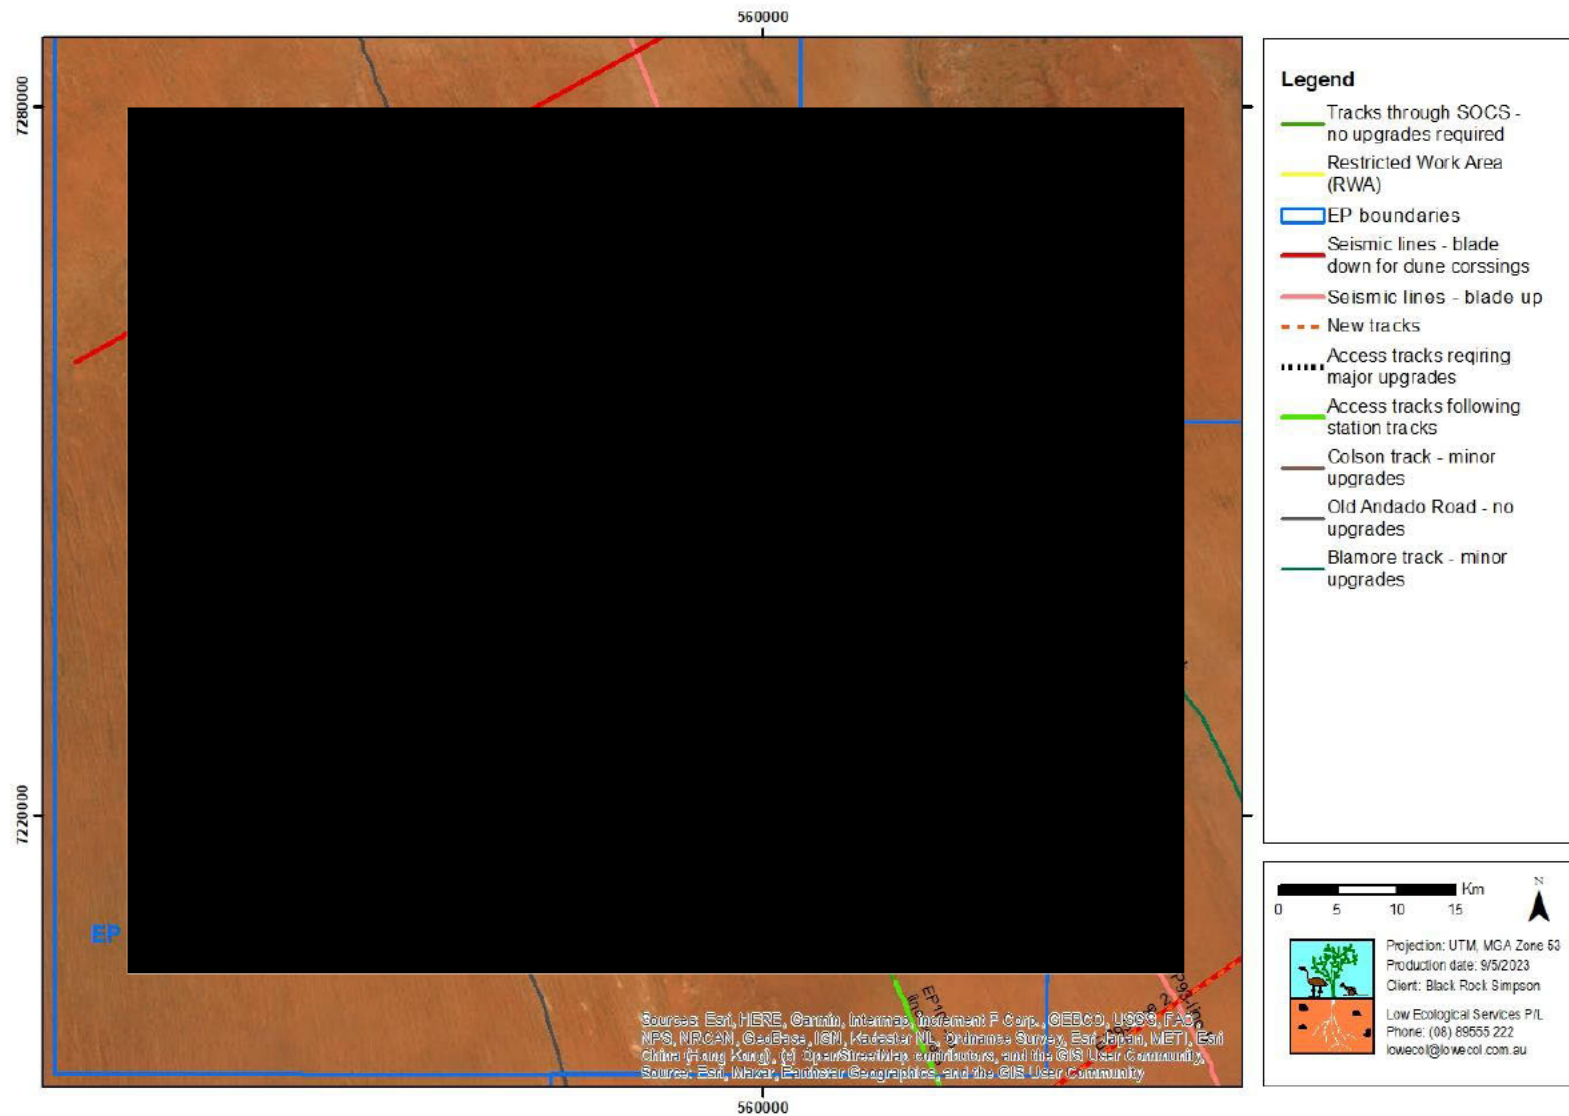 560000
7280000
7220000
EP
560000
Legend
Tracks through SOCS -
no upgrades required
Restricted Work Area
(RWA)
EP boundaries
Seismic lines - blade
down for dune corssings
Seismic lines - blade up
New tracks
Access tracks reqiring
major upgrades
Access tracks following
station tracks
Colson track - minor
upgrades
Old Andado Road - no
upgrades
Blamore track - minor
upgrades
Km
0 5 10 15
N
Projection: UTM, MGA Zone 53
Production date: 9/5/2023
Client: Black Rock Simpson
Low Ecological Services P/L
Phone: (08) 89555 222
lowecol@lowecol.com.au
Sources: Esri, HERE, Garmin, Intermap, increment P Corp., GEBCO, USGS, FAO,
NPS, NRCAN, GeoBase, IGN, Kadaster NL, Ordnance Survey, Esri Japan, METI, Esri
China (Hong Kong), (c) OpenStreetMap contributors, and the GIS User Community,
Source: Esri, Maxar, Earthstar Geographics, and the GIS User Community